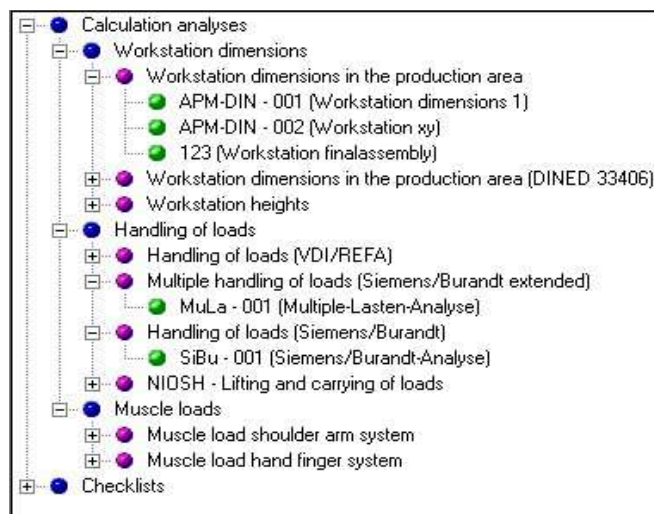 Calculation analyses
Workstation dimensions
Workstation dimensions in the production area
APM-DIN - 001 (Workstation dimensions 1)
APM-DIN - 002 (Workstation xy)
123 (Workstation finalassembly)
Workstation dimensions in the production area (DINED 33406)
Workstation heights
Handling of loads
Handling of loads (VDI/REFA)
Multiple handling of loads (Siemens/Burandt extended)
MuLa - 001 (Multiple-Lasten-Analyse)
Handling of loads (Siemens/Burandt)
SiBu - 001 (Siemens/Burandt-Analyse)
NIOSH - Lifting and carrying of loads
Muscle loads
Muscle load shoulder arm system
Muscle load hand finger system
Checklists